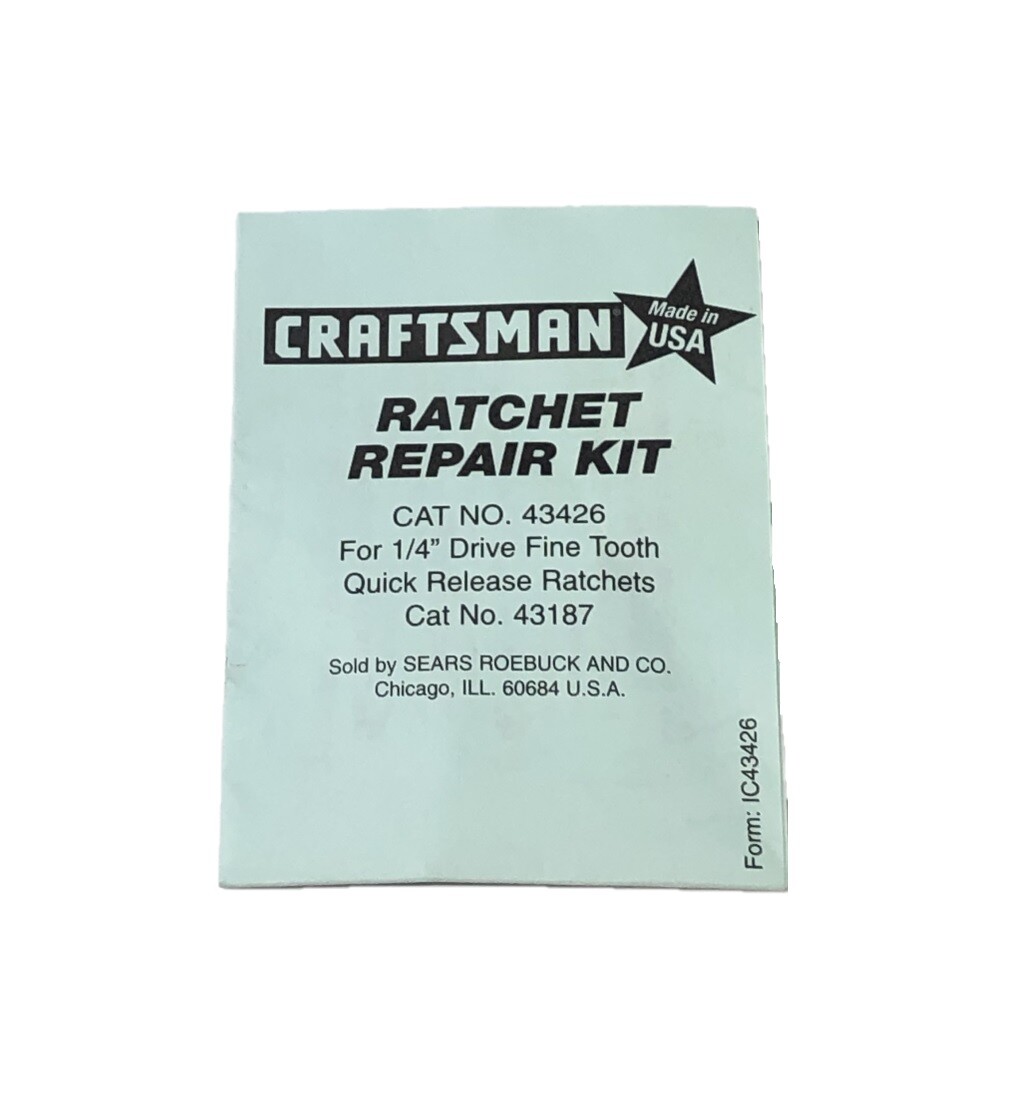 CRAFTSMAN
Made in
USA
RATCHET
REPAIR KIT
CAT NO. 43426
For 1/4” Drive Fine Tooth
Quick Release Ratchets
Cat No. 43187
Sold by SEARS ROEBUCK AND CO.
Chicago, ILL. 60684 U.S.A.
Form: IC43426